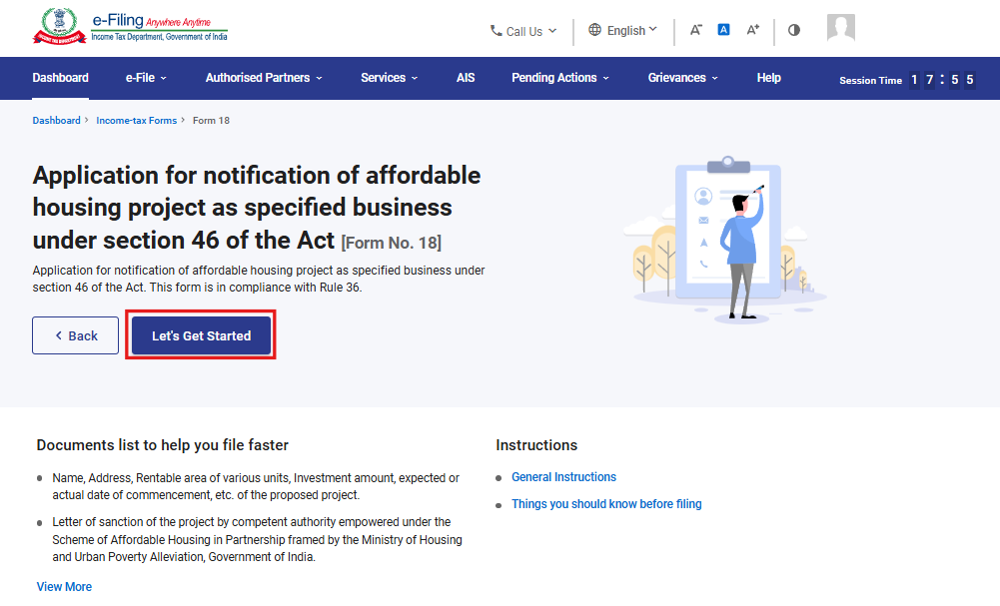 e-Filing Anywhere Anytime
Income Tax Department, Government of India
Call Us
English
A-
A
A+
Dashboard
e-File
Authorised Partners
Services
AIS
Pending Actions
Grievances
Help
Session Time 1 7 : 5 5
Dashboard > Income-tax Forms > Form 18
Application for notification of affordable
housing project as specified business
under section 46 of the Act [Form No. 18]
Application for notification of affordable housing project as specified business under
section 46 of the Act. This form is in compliance with Rule 36.
< Back
Let's Get Started
Documents list to help you file faster
Name, Address, Rentable area of various units, Investment amount, expected or
actual date of commencement, etc. of the proposed project.
Letter of sanction of the project by competent authority empowered under the
Scheme of Affordable Housing in Partnership framed by the Ministry of Housing
and Urban Poverty Alleviation, Government of India.
View More
Instructions
General Instructions
Things you should know before filing